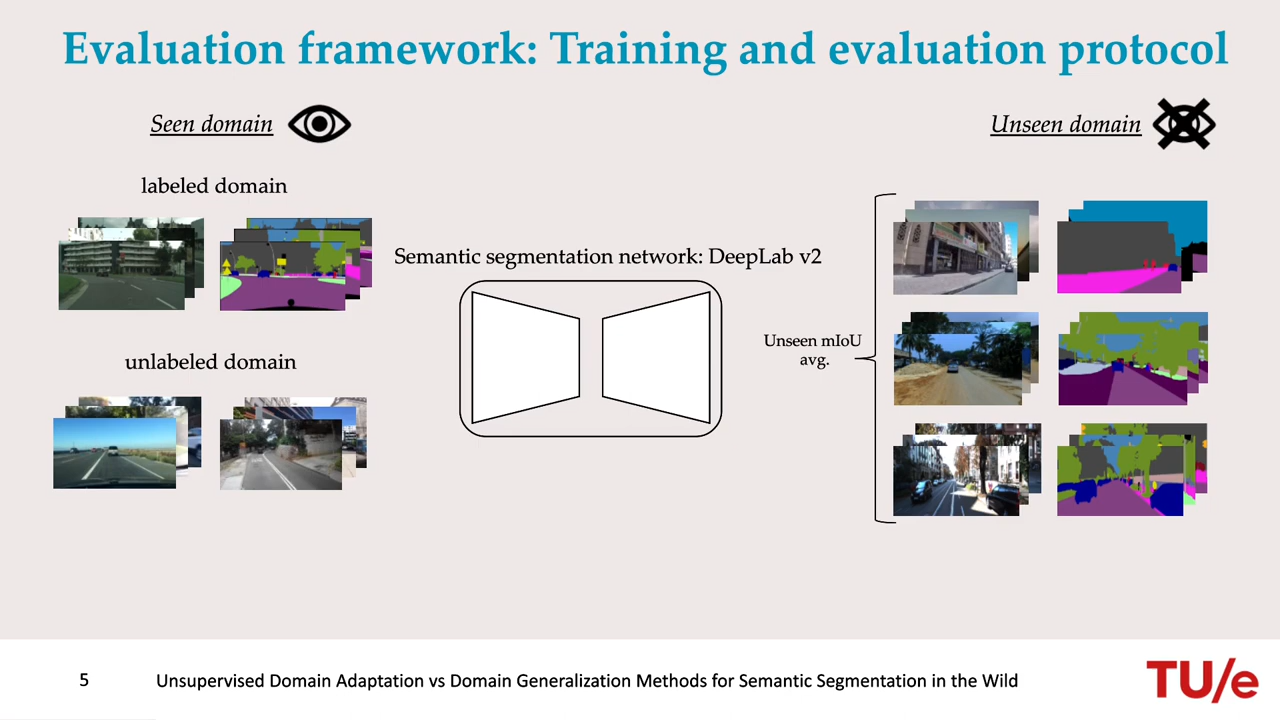 Evaluation framework: Training and evaluation protocol
Seen domain
Unseen domain
labeled domain
Semantic segmentation network: DeepLab v2
unlabeled domain
Unseen mIoU
avg.
5
Unsupervised Domain Adaptation vs Domain Generalization Methods for Semantic Segmentation in the Wild
TU/e